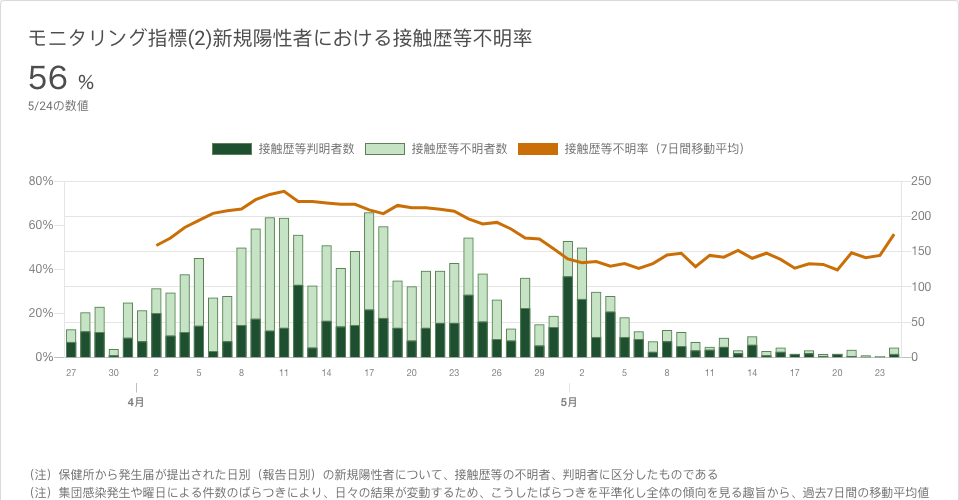 モニタリング指標(2)新規陽性者における接触歴等不明率
56 %
5/24の数値
接触歴等判明者数 接触歴等不明者数 接触歴等不明率（7日間移動平均）
80% 250
200
60%
150
40%
100
20%
50
0% 0
27 30 2 5 8 11 14 17 20 23 26 29 2 5 8 11 14 17 20 23
4月 5月
（注）保健所から発生届が提出された日別（報告日別）の新規陽性者について、接触歴等の不明者、判明者に区分したものである
（注）集団感染発生や曜日による件数のばらつきにより、日々の結果が変動するため、こうしたばらつきを平準化し全体の傾向を見る趣旨から、過去7日間の移動平均値